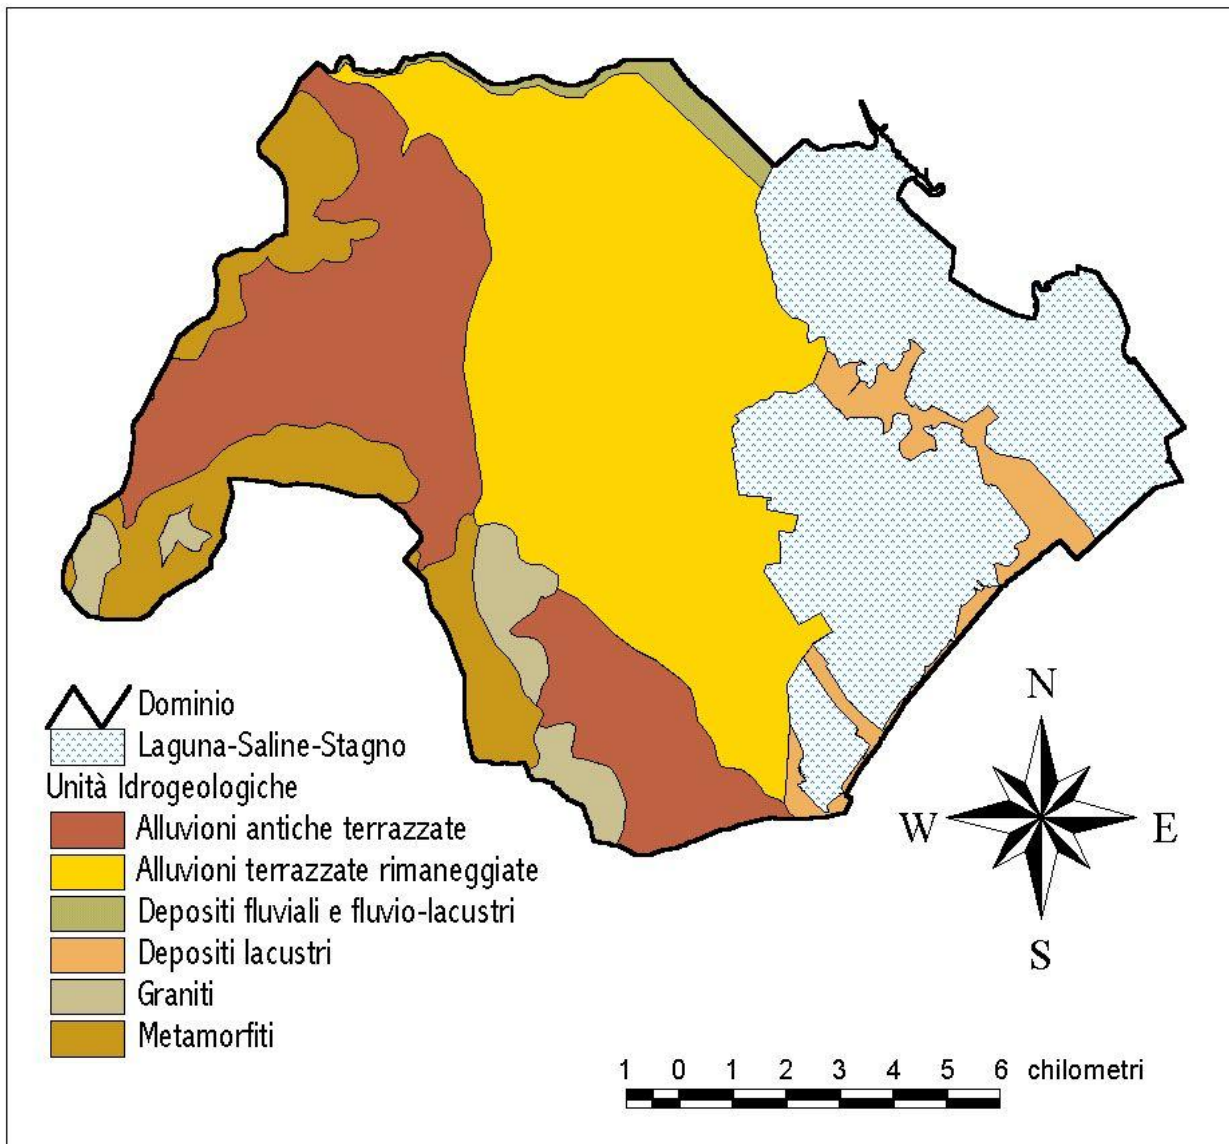 Dominio
Laguna-Saline-Stagno
Unità Idrogeologiche
Alluvioni antiche terrazzate
Alluvioni terrazzate rimaneggiate
Depositi fluviali e fluvio-lacustri
Depositi lacustri
Graniti
Metamorfiti
N
W E
S
1 0 1 2 3 4 5 6 chilometri